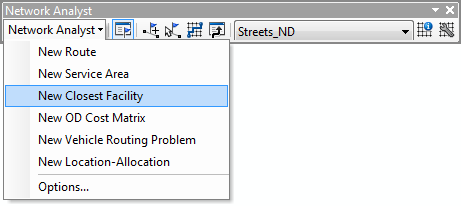 Network Analyst
Network Analyst Streets_ND
New Route
New Service Area
New Closest Facility
New OD Cost Matrix
New Vehicle Routing Problem
New Location-Allocation
Options...